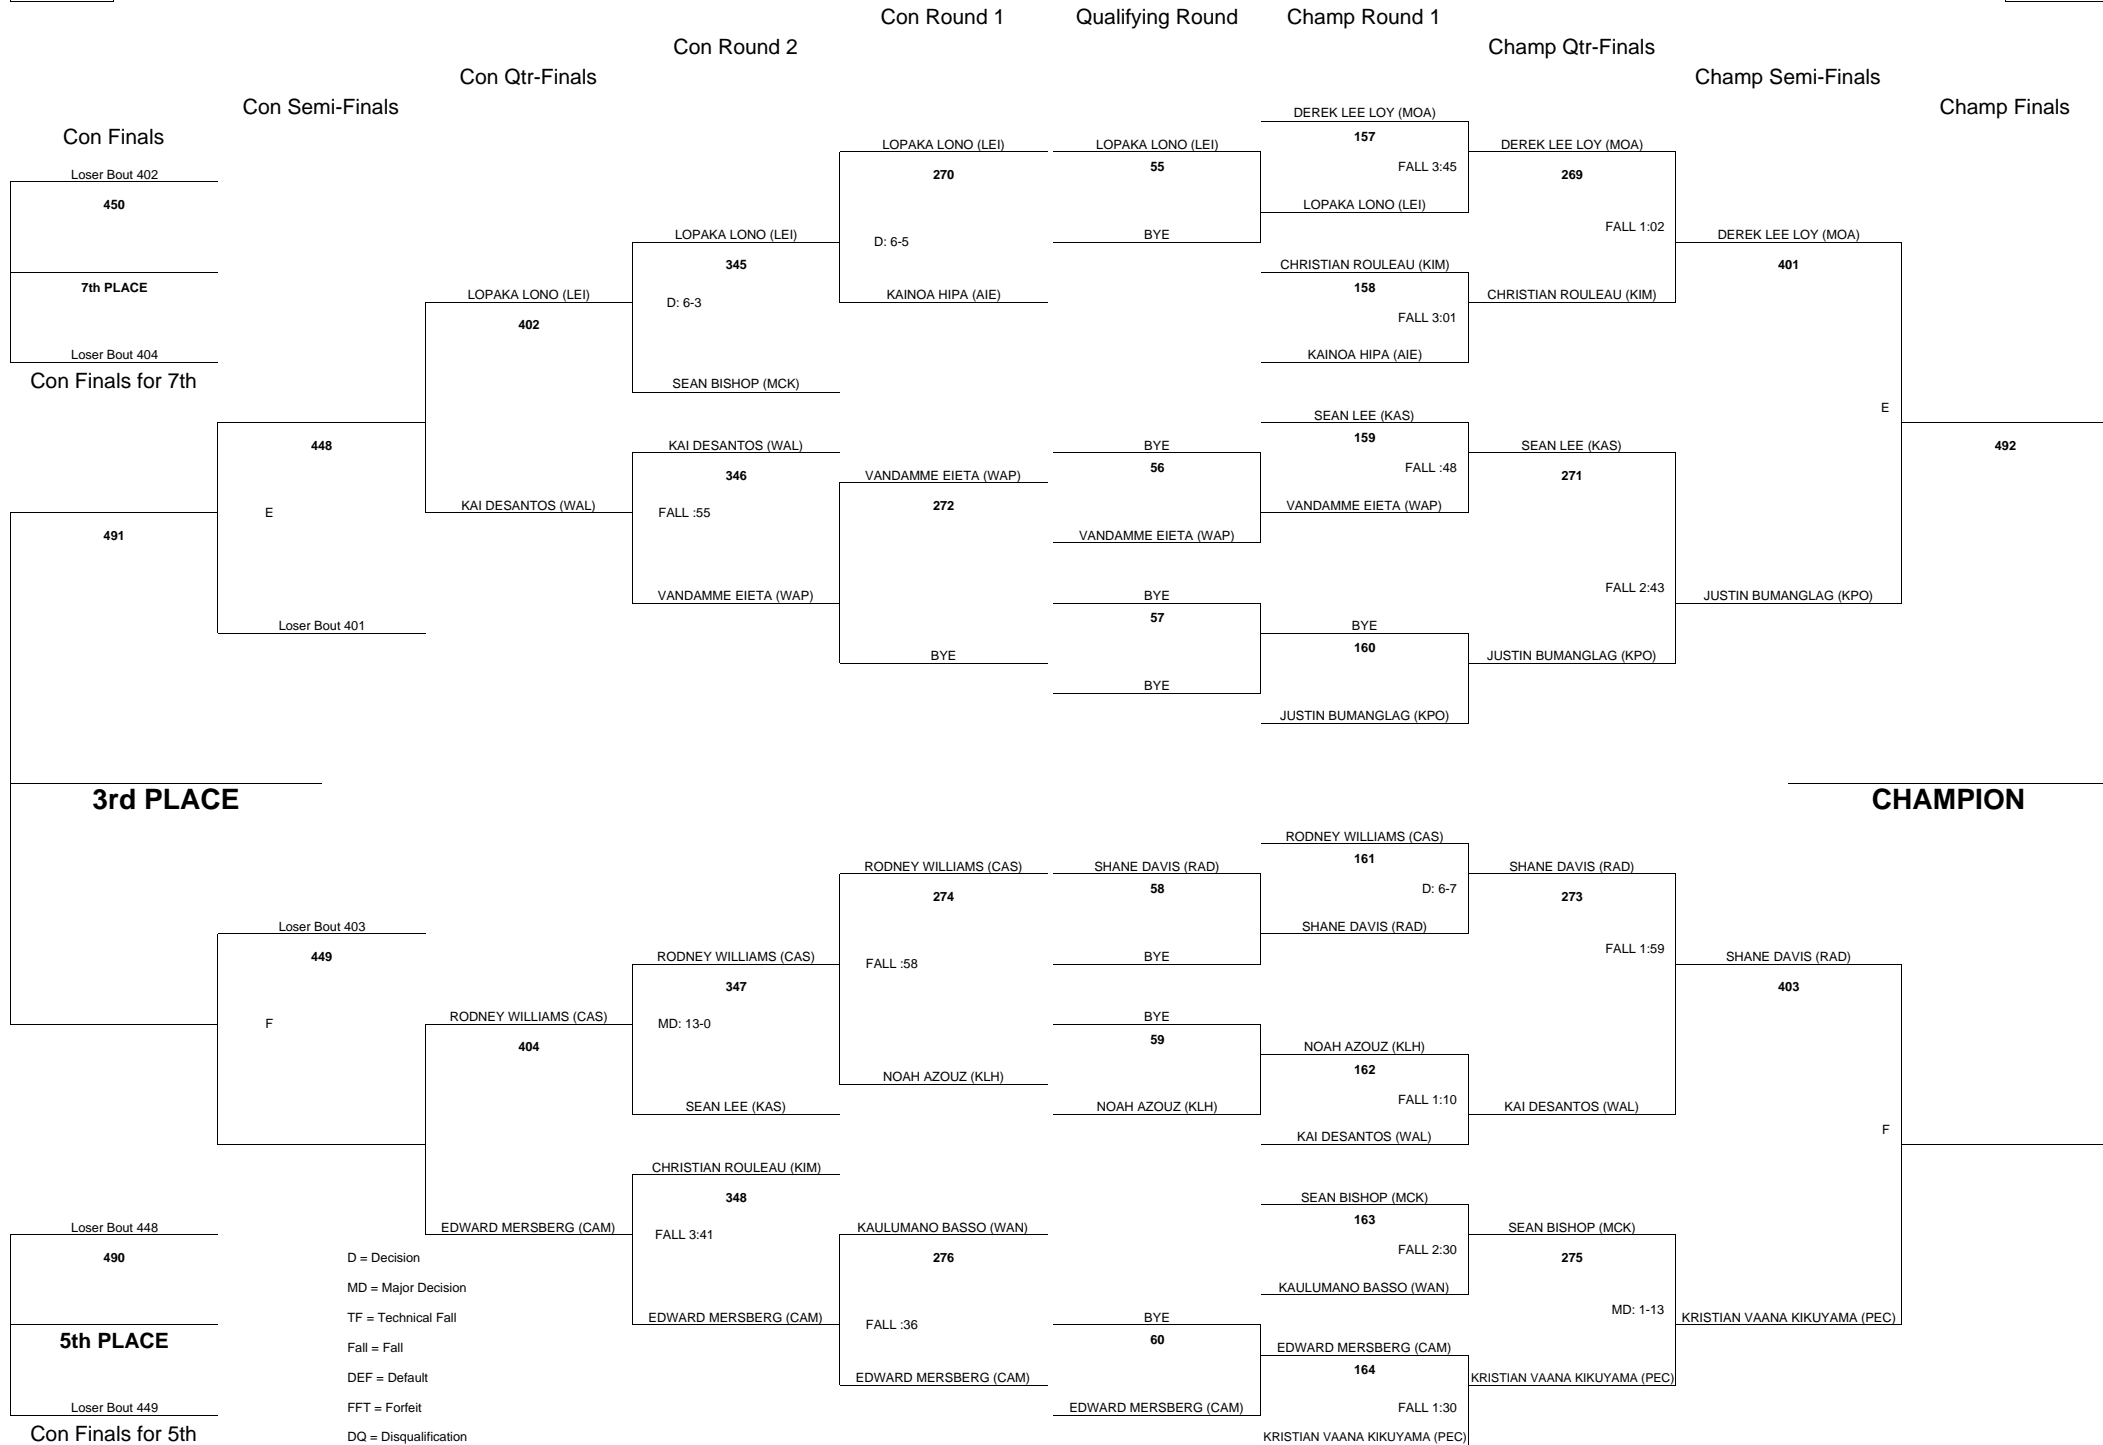 Con Round 1
Qualifying Round
Champ Round 1
Con Round 2
Champ Qtr-Finals
Con Qtr-Finals
Champ Semi-Finals
Con Semi-Finals
Champ Finals
Con Finals
Loser Bout 402
450
7th PLACE
Loser Bout 404
Con Finals for 7th
448
E
491
Loser Bout 401
3rd PLACE
Loser Bout 403
449
F
Loser Bout 448
490
5th PLACE
Loser Bout 449
Con Finals for 5th
LOPAKA LONO (LEI)
402
KAI DESANTOS (WAL)
RODNEY WILLIAMS (CAS)
404
EDWARD MERSBERG (CAM)
D = Decision
MD = Major Decision
TF = Technical Fall
Fall = Fall
DEF = Default
FFT = Forfeit
DQ = Disqualification
LOPAKA LONO (LEI)
345
D: 6-3
SEAN BISHOP (MCK)
KAI DESANTOS (WAL)
346
FALL :55
VANDAMME EIETA (WAP)
RODNEY WILLIAMS (CAS)
347
MD: 13-0
SEAN LEE (KAS)
CHRISTIAN ROULEAU (KIM)
348
FALL 3:41
EDWARD MERSBERG (CAM)
LOPAKA LONO (LEI)
270
D: 6-5
KAINOA HIPA (AIE)
VANDAMME EIETA (WAP)
272
BYE
RODNEY WILLIAMS (CAS)
274
FALL :58
NOAH AZOUZ (KLH)
KAULUMANO BASSO (WAN)
276
FALL :36
EDWARD MERSBERG (CAM)
LOPAKA LONO (LEI)
55
BYE
BYE
56
VANDAMME EIETA (WAP)
BYE
57
BYE
SHANE DAVIS (RAD)
58
BYE
BYE
59
NOAH AZOUZ (KLH)
BYE
60
EDWARD MERSBERG (CAM)
DEREK LEE LOY (MOA)
157
FALL 3:45
LOPAKA LONO (LEI)
CHRISTIAN ROULEAU (KIM)
158
FALL 3:01
KAINOA HIPA (AIE)
SEAN LEE (KAS)
159
FALL :48
VANDAMME EIETA (WAP)
BYE
160
JUSTIN BUMANGLAG (KPO)
RODNEY WILLIAMS (CAS)
161
D: 6-7
SHANE DAVIS (RAD)
NOAH AZOUZ (KLH)
162
FALL 1:10
KAI DESANTOS (WAL)
SEAN BISHOP (MCK)
163
FALL 2:30
KAULUMANO BASSO (WAN)
EDWARD MERSBERG (CAM)
164
FALL 1:30
KRISTIAN VAANA KIKUYAMA (PEC)
DEREK LEE LOY (MOA)
269
FALL 1:02
CHRISTIAN ROULEAU (KIM)
SEAN LEE (KAS)
271
FALL 2:43
JUSTIN BUMANGLAG (KPO)
SHANE DAVIS (RAD)
273
FALL 1:59
KAI DESANTOS (WAL)
SEAN BISHOP (MCK)
275
MD: 1-13
KRISTIAN VAANA KIKUYAMA (PEC)
DEREK LEE LOY (MOA)
401
E
JUSTIN BUMANGLAG (KPO)
SHANE DAVIS (RAD)
403
F
KRISTIAN VAANA KIKUYAMA (PEC)
492
CHAMPION